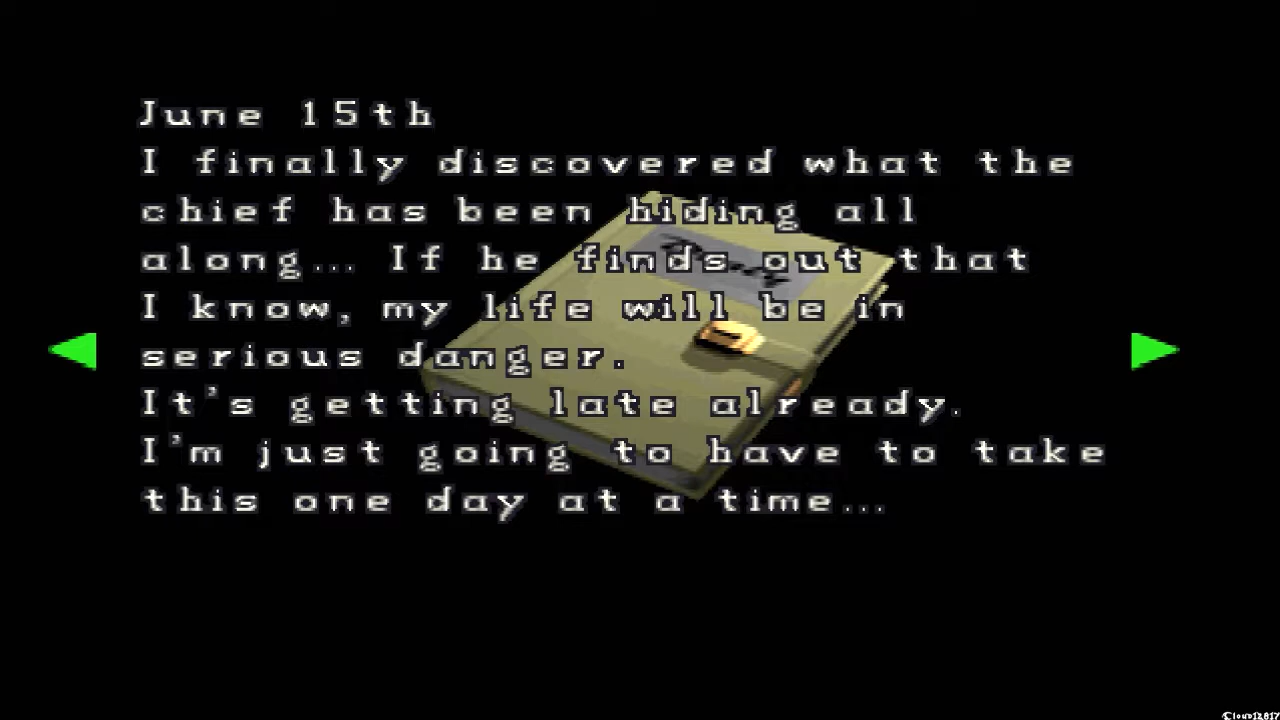 June 15th
I finally discovered what the
chief has been hiding all
along... If he finds out that
I know, my life will be in
serious danger.
It's getting late already.
I'm just going to have to take
this one day at a time...